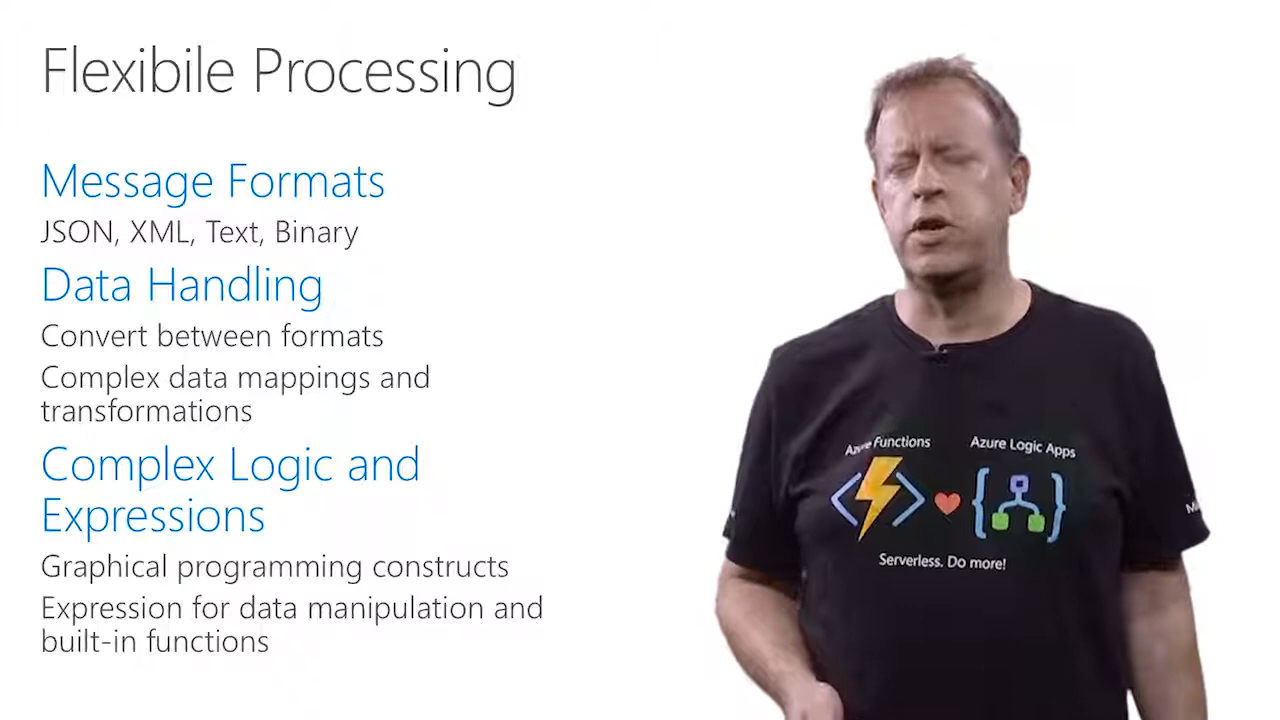 Flexibile Processing
Message Formats
JSON, XML, Text, Binary
Data Handling
Convert between formats
Complex data mappings and
transformations
Complex Logic and
Expressions
Graphical programming constructs
Expression for data manipulation and
built-in functions
Azure Functions
Azure Logic Apps
Serverless. Do more!